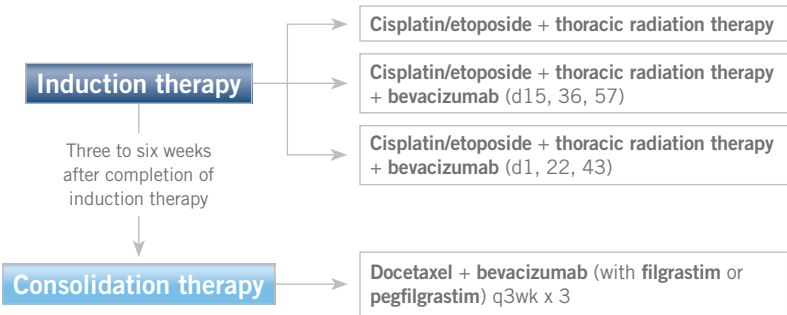 Cisplatin/etoposide + thoracic radiation therapy
Induction therapy
Cisplatin/etoposide + thoracic radiation therapy
+ bevacizumab (d15, 36, 57)
Cisplatin/etoposide + thoracic radiation therapy
+ bevacizumab (d1, 22, 43)
Three to six weeks
after completion of
induction therapy
Consolidation therapy
Docetaxel + bevacizumab (with filgrastim or
pegfilgrastim) q3wk x 3